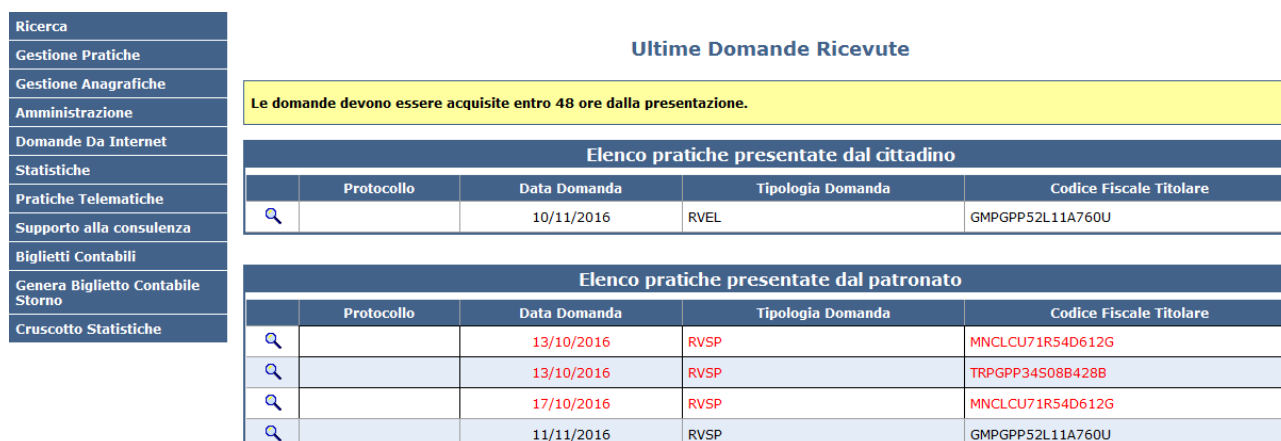 Ricerca
Gestione Pratiche
Gestione Anagrafiche
Amministrazione
Domande Da Internet
Statistiche
Pratiche Telematiche
Supporto alla consulenza
Biglietti Contabili
Genera Biglietto Contabile
Storno
Cruscotto Statistiche
Ultime Domande Ricevute
Le domande devono essere acquisite entro 48 ore dalla presentazione.
Elenco pratiche presentate dal cittadino
Protocollo Data Domanda Tipologia Domanda Codice Fiscale Titolare
10/11/2016 RVEL GMPGPP52L11A760U
Elenco pratiche presentate dal patronato
Protocollo Data Domanda Tipologia Domanda Codice Fiscale Titolare
13/10/2016 RVSP MNCLCU71R54D612G
13/10/2016 RVSP TRPGPP34S08B428B
17/10/2016 RVSP MNCLCU71R54D612G
11/11/2016 RVSP GMPGPP52L11A760U